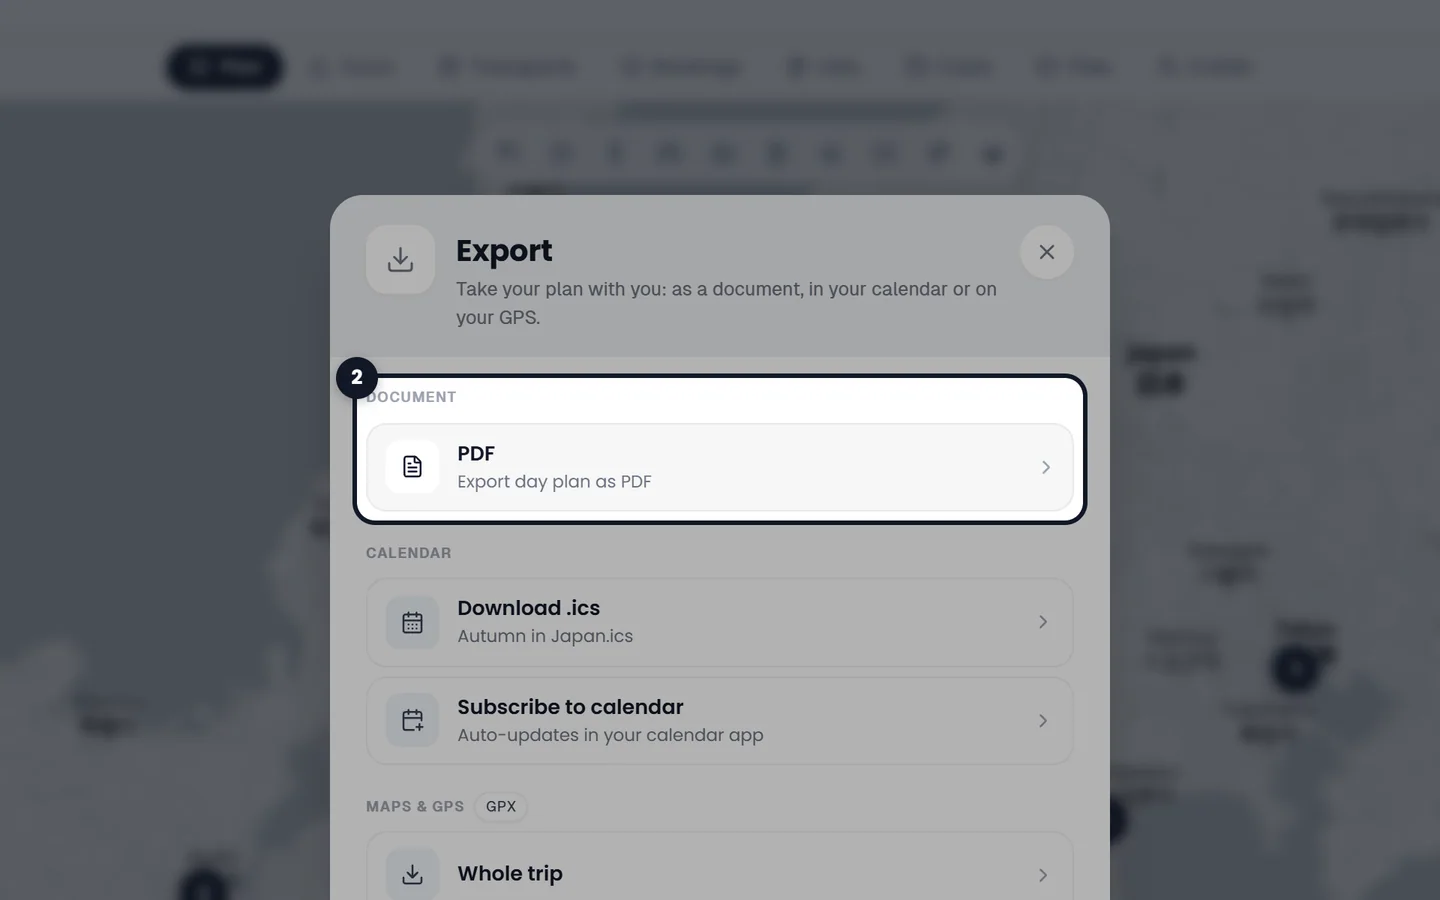 Export
Take your plan with you: as a document, in your calendar or on
your GPS.
2
DOCUMENT
PDF
Export day plan as PDF
CALENDAR
Download .ics
Autumn in Japan.ics
Subscribe to calendar
Auto-updates in your calendar app
MAPS & GPS GPX
Whole trip